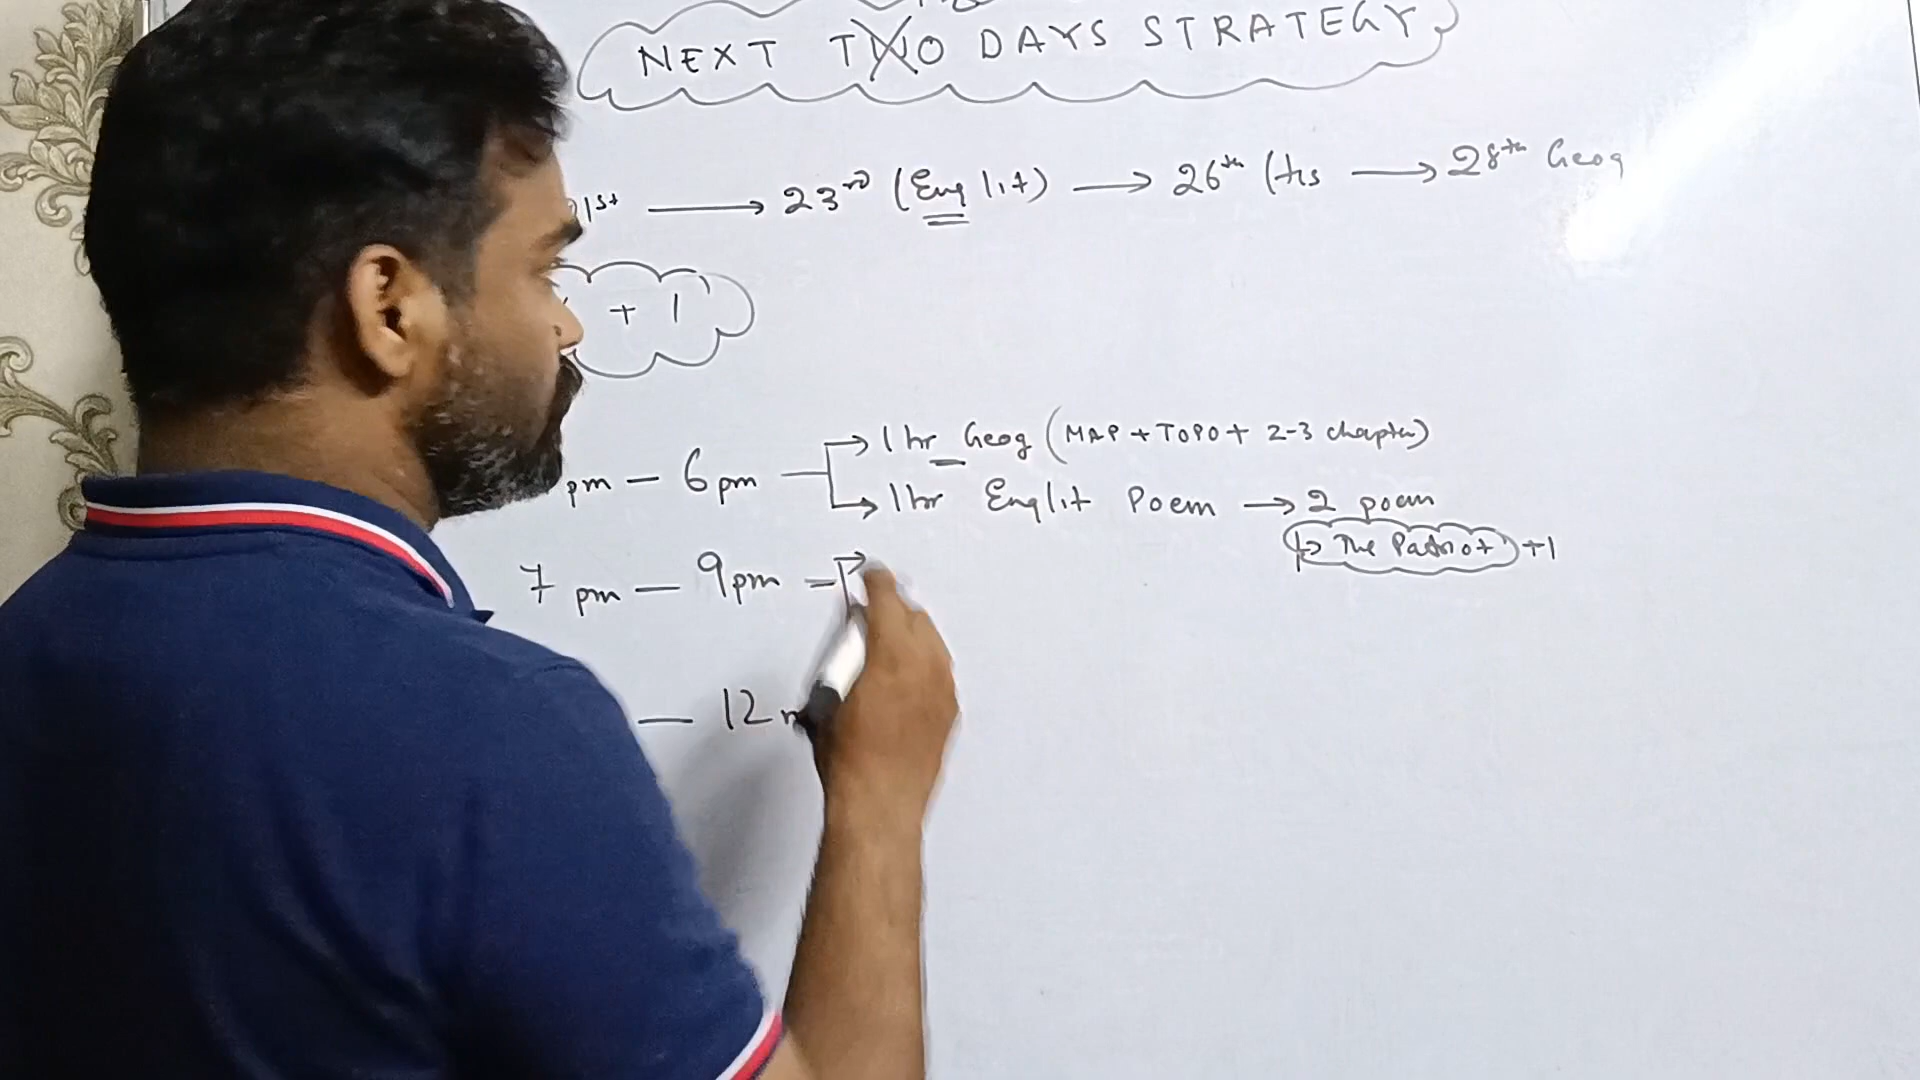 NEXT TWO DAYS STRATEGY
1st → 23rd (Eng lit) → 26th (His → 28th Geog
+ 1
pm – 6pm → 1 hr Geog (MAP + TOPO + 2-3 chapter)
→ 1 hr Eng lit Poem → 2 poem
↳ The Patriot +1
7 pm – 9pm –
– 12